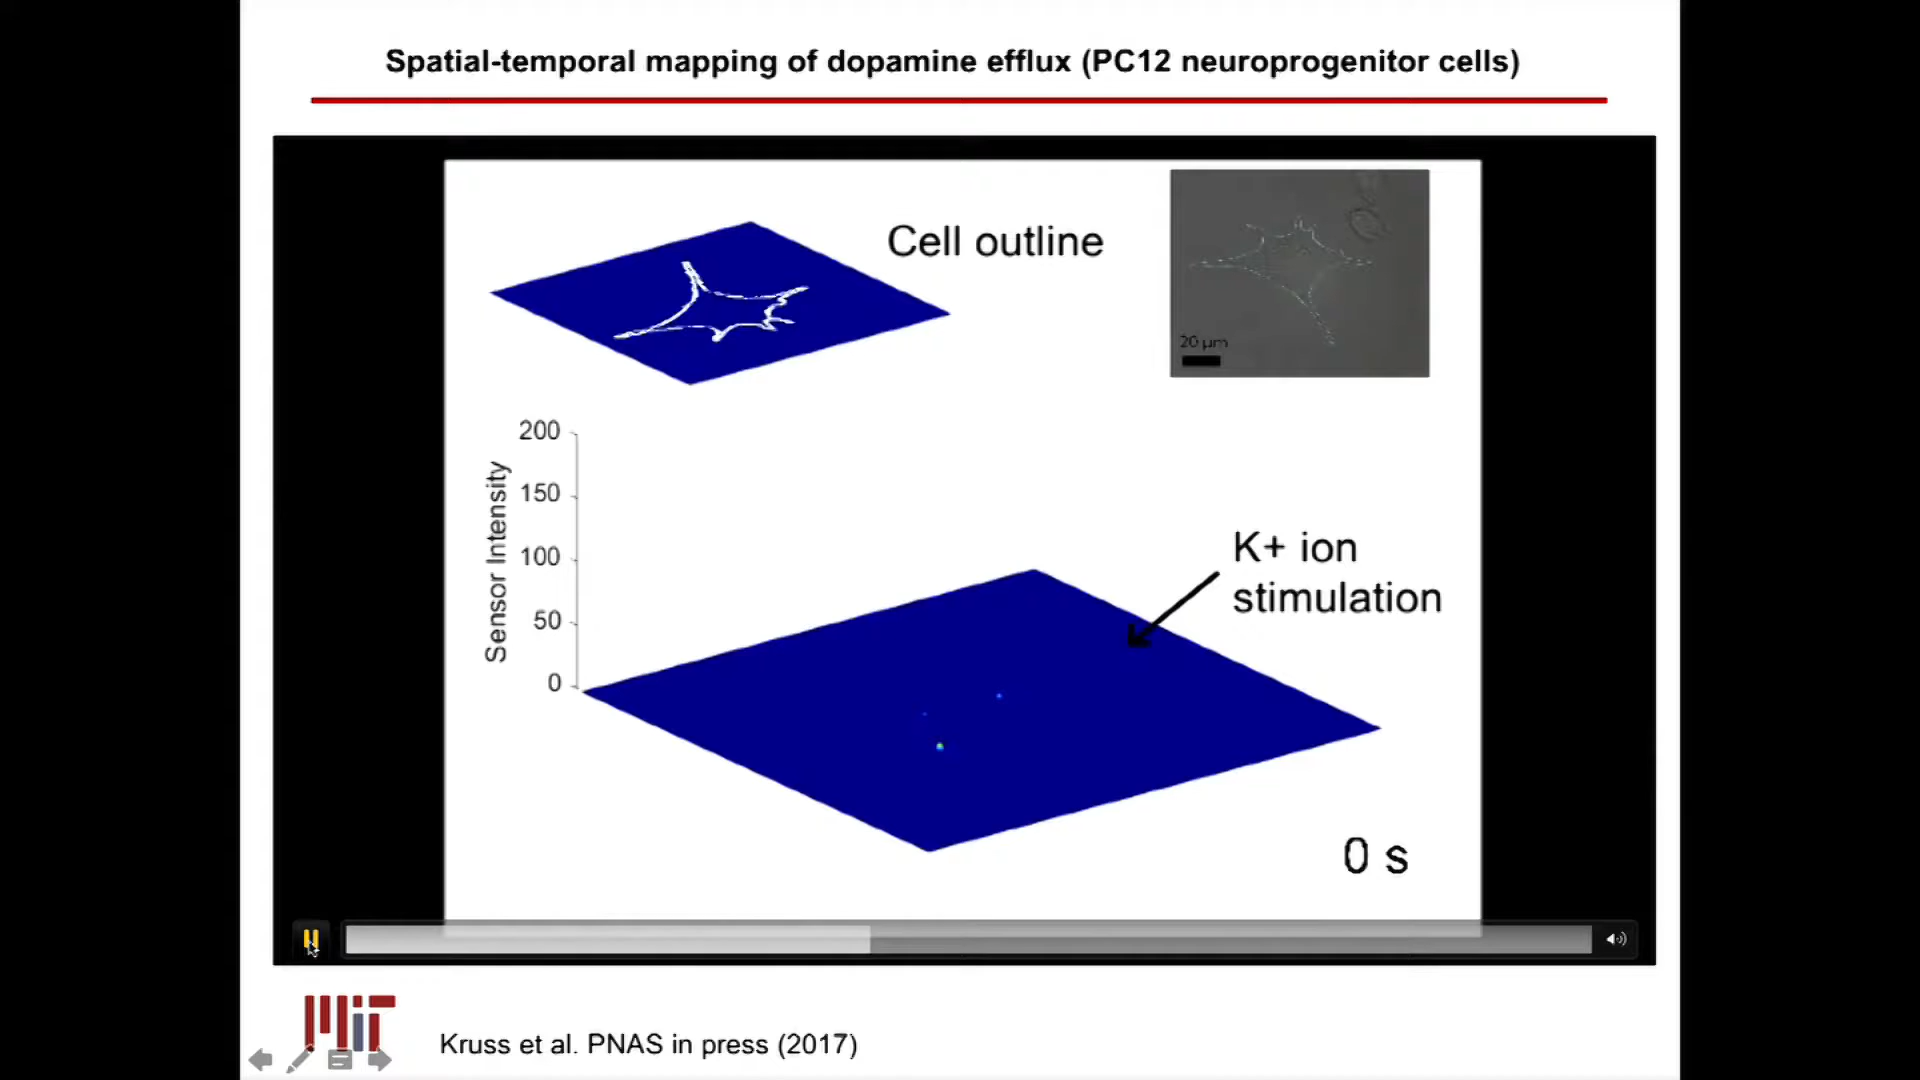 Spatial-temporal mapping of dopamine efflux (PC12 neuroprogenitor cells)
Cell outline
20 µm
200
150
100
50
0
Sensor Intensity
K+ ion
stimulation
0 s
MIT
Kruss et al. PNAS in press (2017)